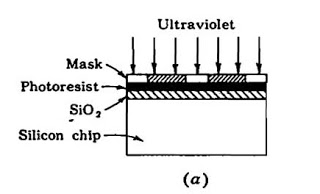 Ultraviolet
Mask
Photoresist
SiO₂
Silicon chip
(a)